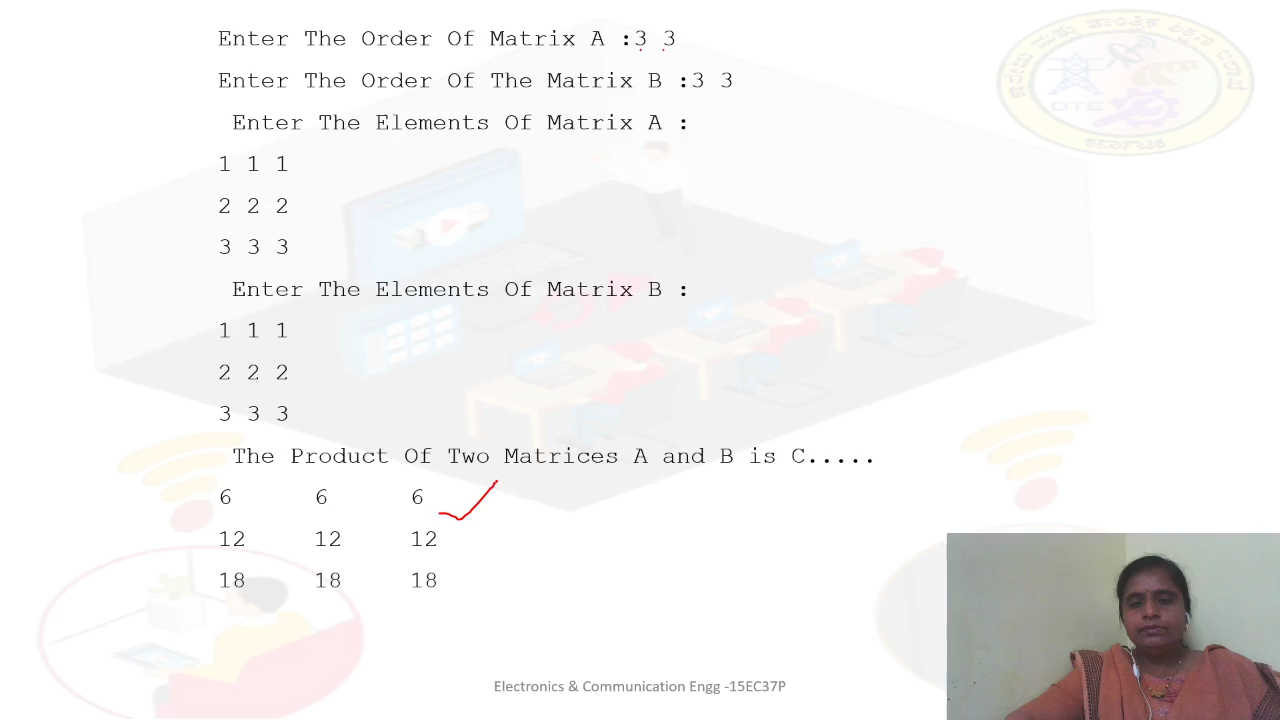 Enter The Order Of Matrix A :3 3
Enter The Order Of The Matrix B :3 3
Enter The Elements Of Matrix A :
1 1 1
2 2 2
3 3 3
Enter The Elements Of Matrix B :
1 1 1
2 2 2
3 3 3
The Product Of Two Matrices A and B is C.....
6 6 6
12 12 12
18 18 18
DTE
Electronics & Communication Engg -15EC37P